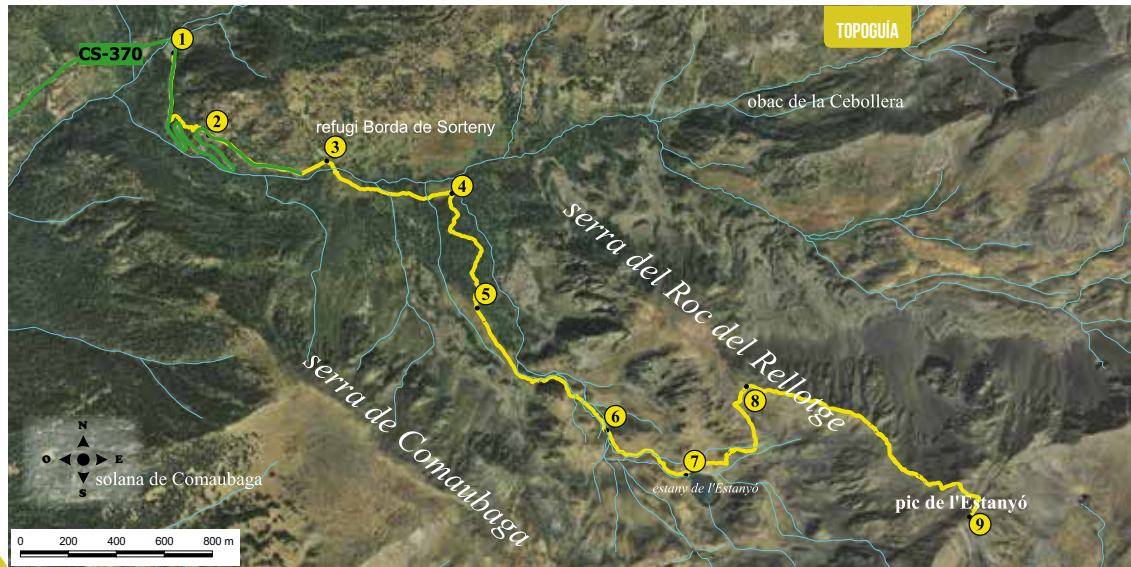 TOPOGUÍA
1
CS-370
obac de la Cebollera
2
refugi Borda de Sorteny
3
4
serra del Roc del Rellotge
5
serra de Comaubaga
8
6
7
estany de l'Estanyó
N
O E
S
solana de Comaubaga
pic de l'Estanyó
9
0 200 400 600 800 m